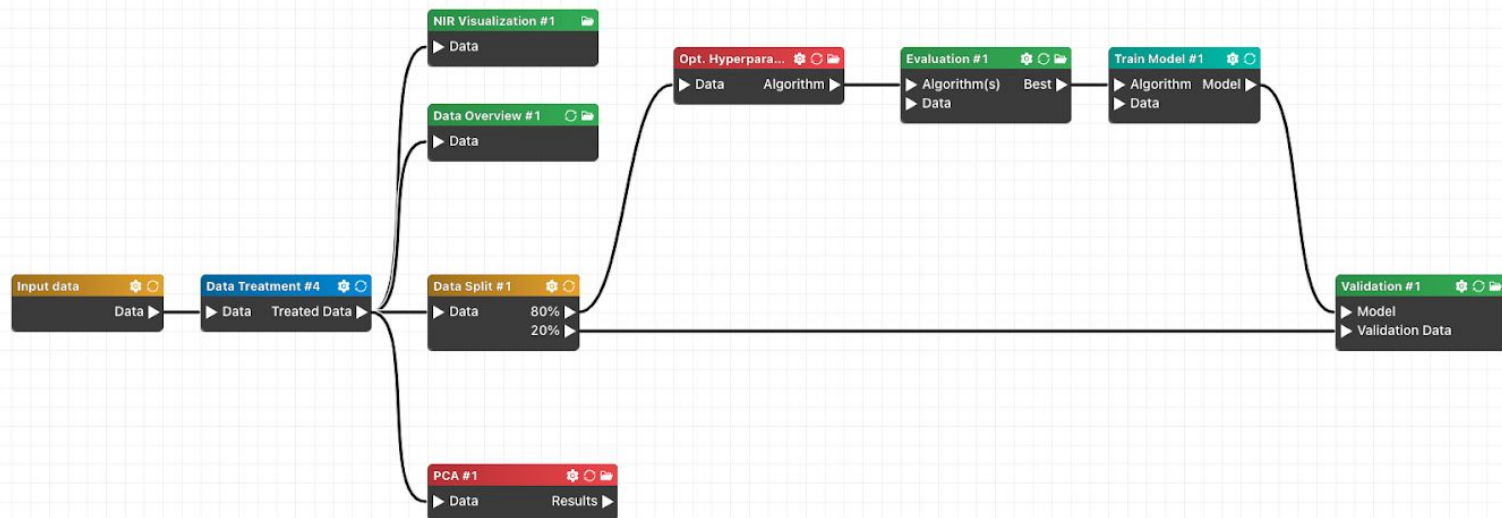 NIR Visualization #1
Data
Data Overview #1
Data
Opt. Hyperpara...
Data Algorithm
Evaluation #1
Algorithm(s) Best
Data
Train Model #1
Algorithm Model
Data
Input data
Data
Data Treatment #4
Data Treated Data
Data Split #1
Data 80%
20%
Validation #1
Model
Validation Data
PCA #1
Data Results